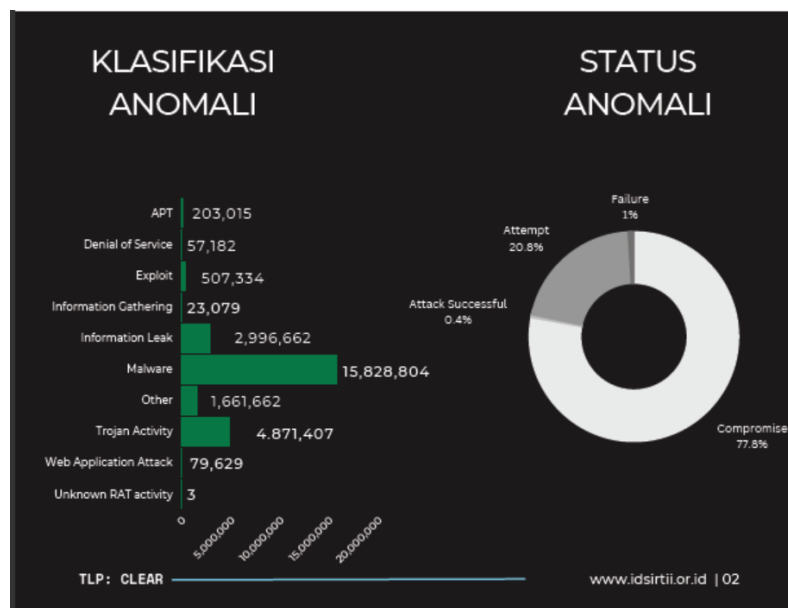 KLASIFIKASI
ANOMALI
STATUS
ANOMALI
APT 203,015
Denial of Service 57,182
Exploit 507,334
Information Gathering 23,079
Information Leak 2,996,662
Malware 15,828,804
Other 1,661,662
Trojan Activity 4.871,407
Web Application Attack 79,629
Unknown RAT activity 3
0 5,000,000 10,000,000 15,000,000 20,000,000
Failure
1%
Attempt
20.8%
Attack Successful
0.4%
Compromise
77.8%
TLP: CLEAR
www.idsirtii.or.id | 02